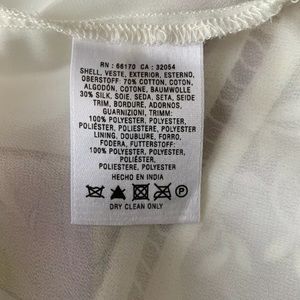 RN : 66170 CA : 32054
SHELL, VESTE, EXTERIOR, ESTERNO,
OBERSTOFF: 70% COTTON, COTON,
ALGODÓN, COTONE, BAUMWOLLE
30% SILK, SOIE, SEDA, SETA, SEIDE
TRIM, BORDURE, ADORNOS,
GUARNIZIONI, TRIMM:
100% POLYESTER, POLYESTER,
POLIÉSTER, POLIESTERE, POLYESTER
LINING, DOUBLURE, FORRO,
FODERA, FUTTERSTOFF:
100% POLYESTER, POLYESTER,
POLIÉSTER,
POLIESTERE, POLYESTER
HECHO EN INDIA
P
DRY CLEAN ONLY